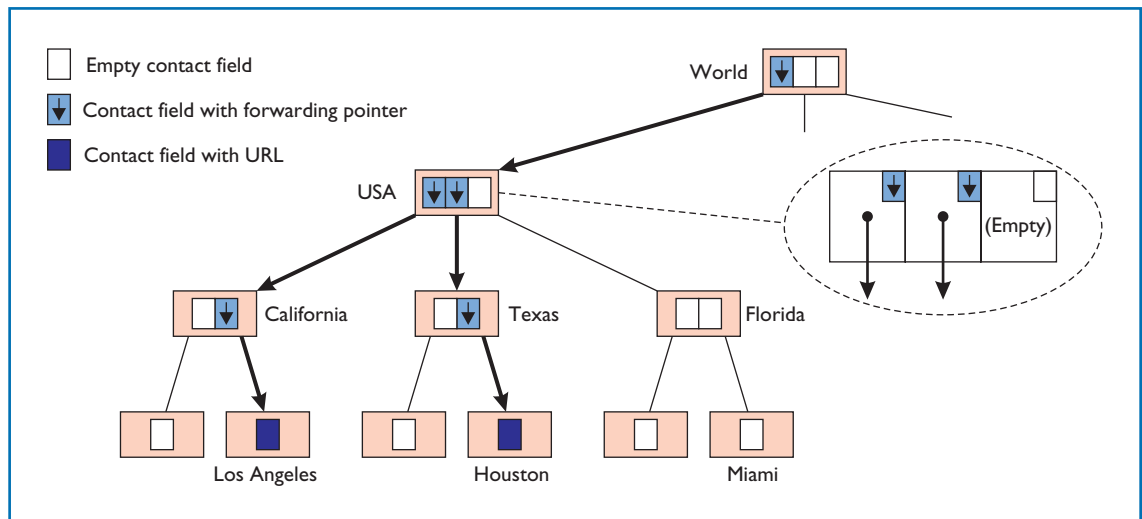 Empty contact field
Contact field with forwarding pointer
Contact field with URL
World
USA
(Empty)
California
Texas
Florida
Los Angeles
Houston
Miami